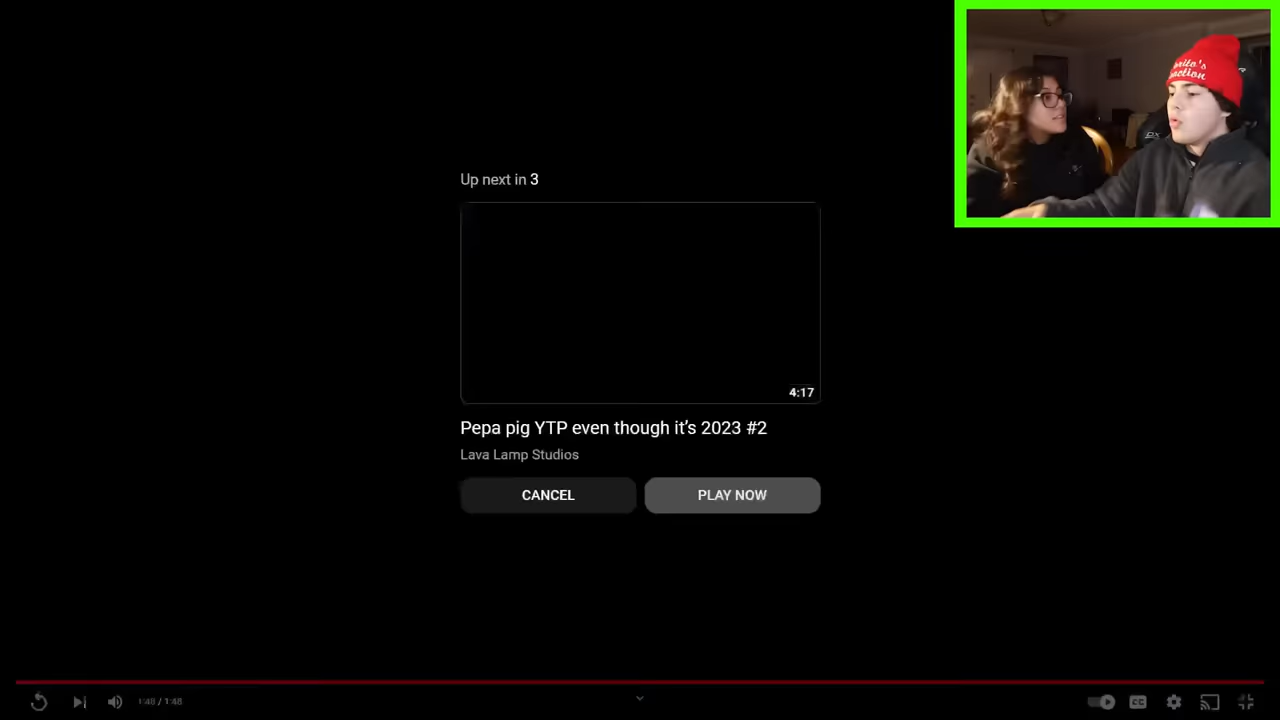 Up next in 3
4:17
Pepa pig YTP even though it’s 2023 #2
Lava Lamp Studios
CANCEL
PLAY NOW
1:48 / 1:48
CC